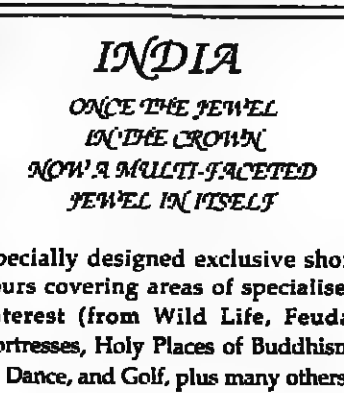 INDIA
ONCE THE JEWEL
IN THE CROWN
NOW A MULTI-FACETED
JEWEL IN ITSELF
pecially designed exclusive sho
ours covering areas of specialise
terest (from Wild Life, Feuda
ortresses, Holy Places of Buddhism
Dance, and Golf, plus many others